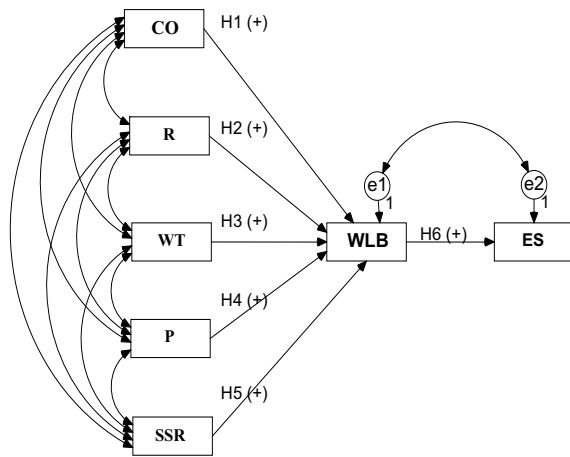 CO
H1 (+)
R
H2 (+)
e1
1
e2
1
WT
H3 (+)
WLB
H6 (+)
ES
H4 (+)
P
H5 (+)
SSR